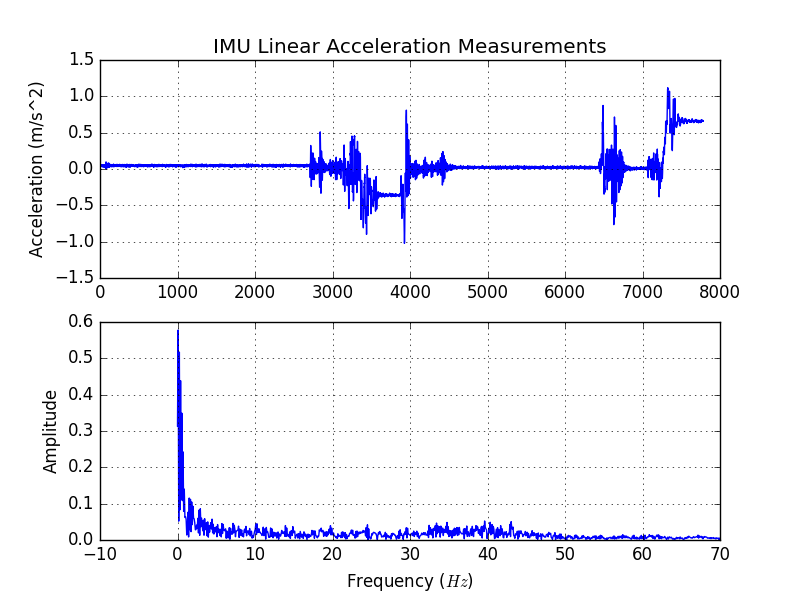 IMU Linear Acceleration Measurements
1.5
1.0
0.5
0.0
−0.5
−1.0
−1.5
Acceleration (m/s^2)
0 1000 2000 3000 4000 5000 6000 7000 8000
0.6
0.5
0.4
0.3
0.2
0.1
0.0
Amplitude
−10 0 10 20 30 40 50 60 70
Frequency (Hz)